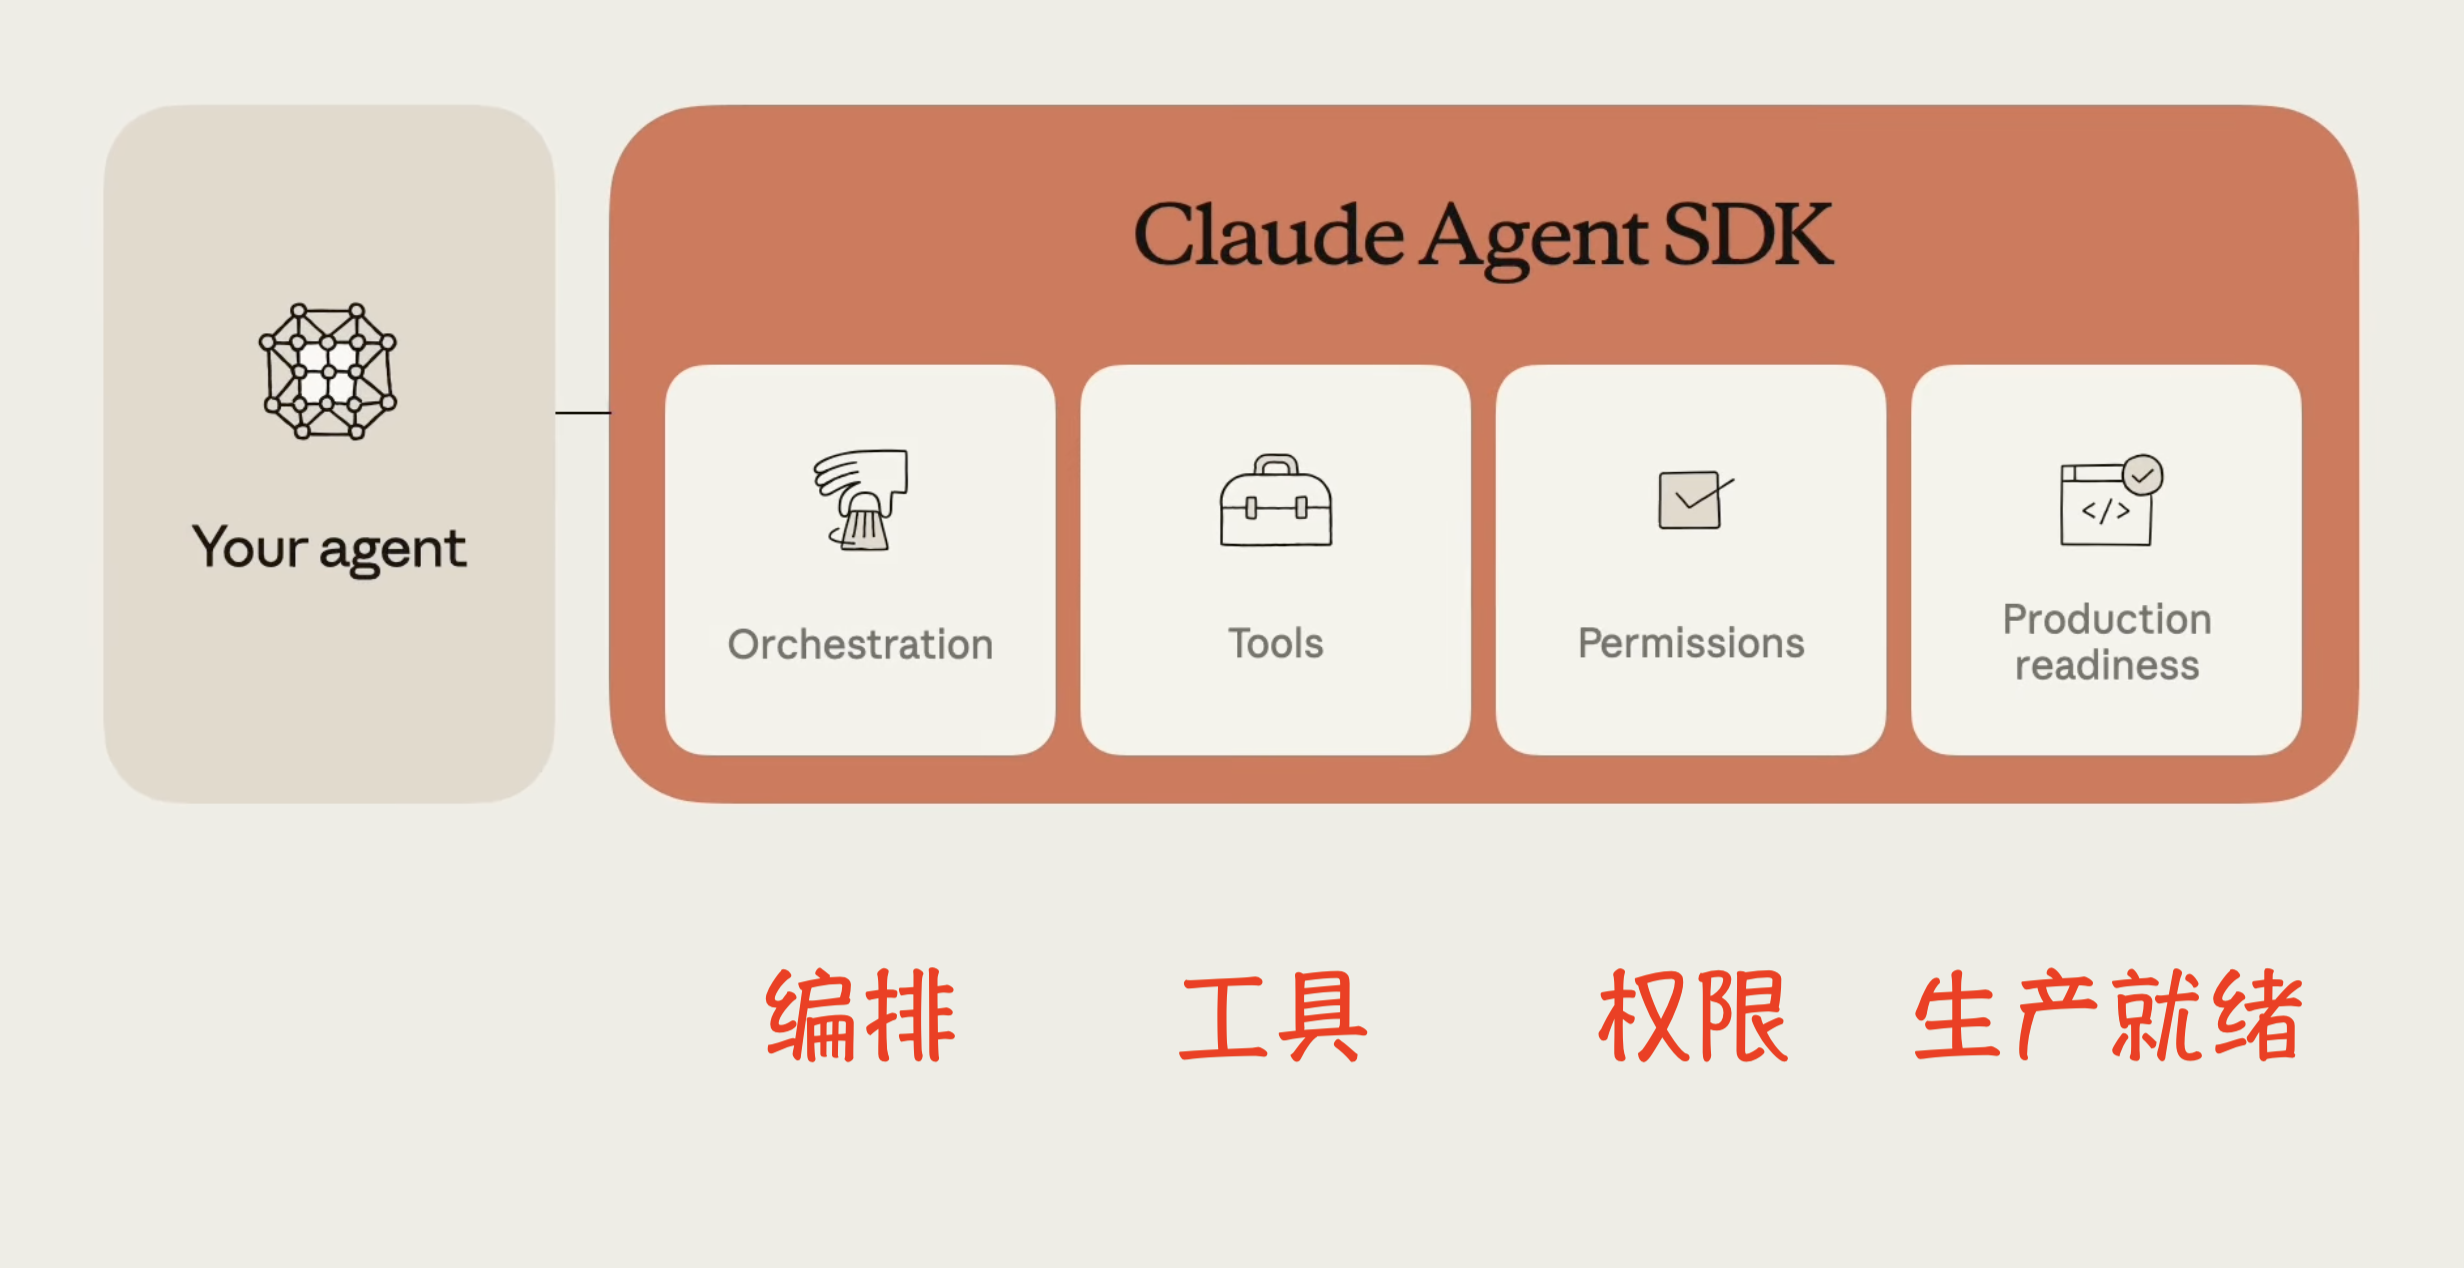 Claude Agent SDK
Your agent
Orchestration
Tools
Permissions
Production
readiness
</>
编排
工具
权限
生产就绪